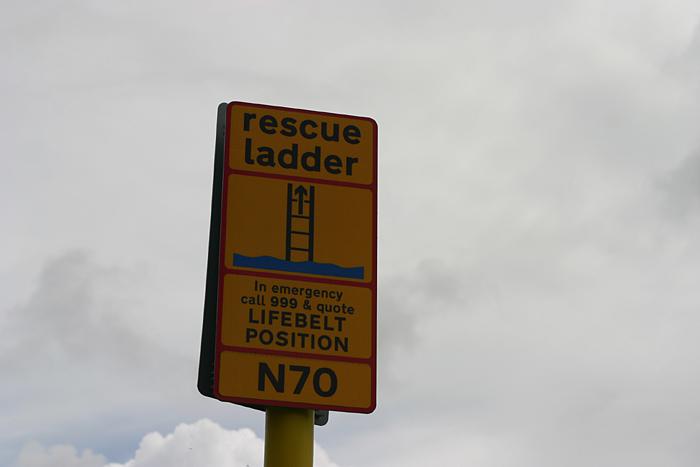 rescue
ladder
In emergency
call 999 & quote
LIFEBELT
POSITION
N70